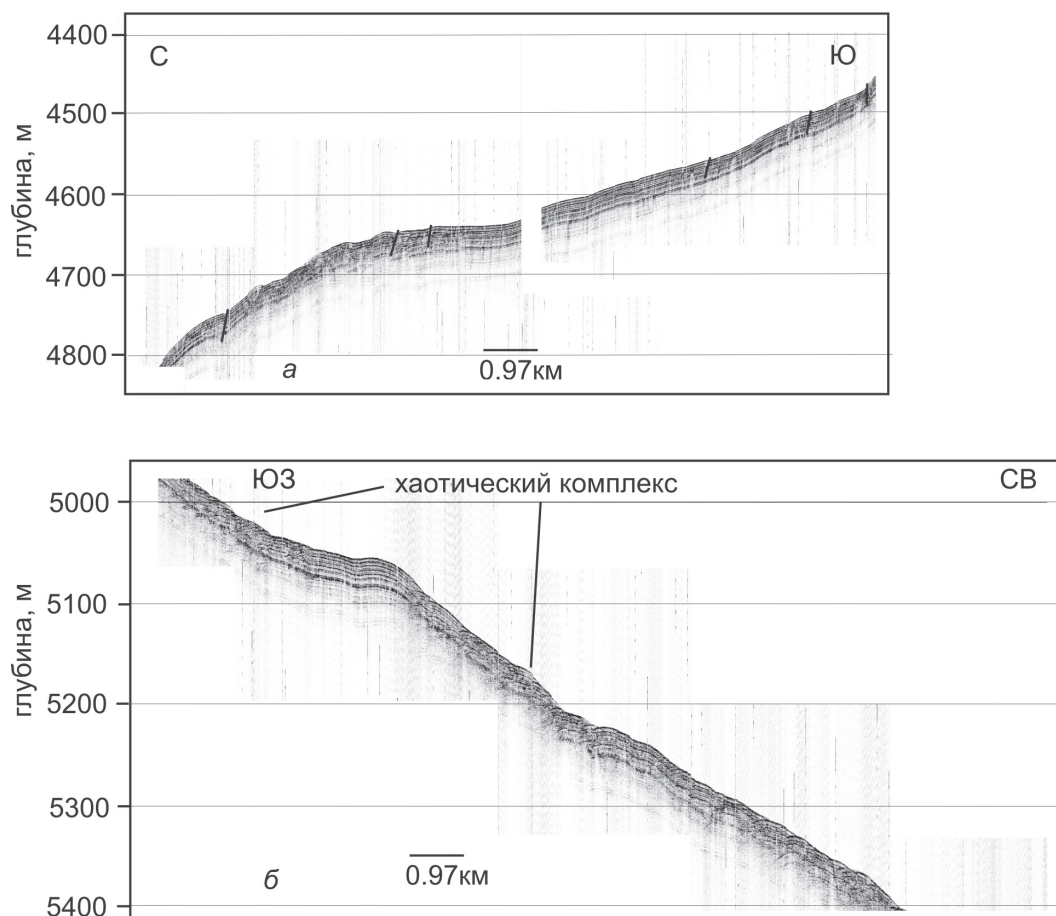 4400
С
Ю
4500
4600
4700
4800
глубина, м
а
0.97км
ЮЗ
хаотический комплекс
СВ
5000
5100
5200
5300
5400
глубина, м
б
0.97км